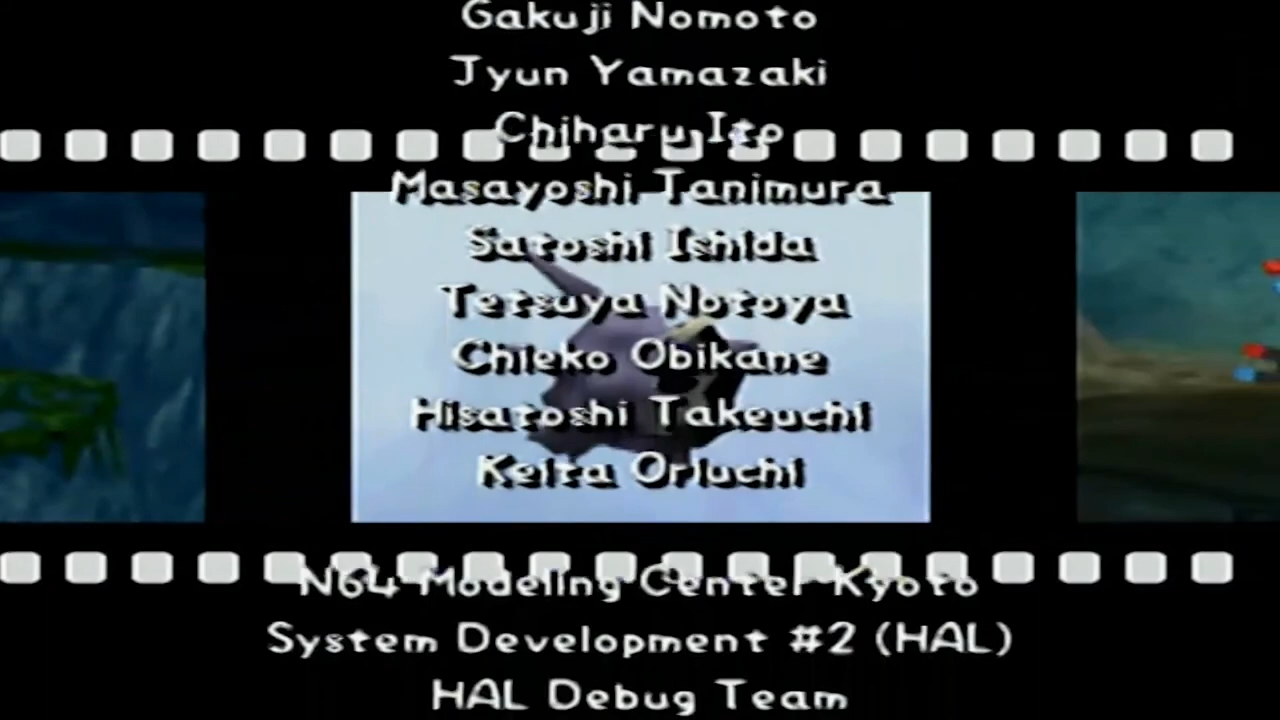 Gakuji Nomoto
Jyun Yamazaki
Chiharu Ito
Masayoshi Tanimura
Satoshi Ishida
Tetsuya Notoya
Chieko Obikane
Hisatoshi Takeuchi
Keita Oriuchi
N64 Modeling Center Kyoto
System Development #2 (HAL)
HAL Debug Team